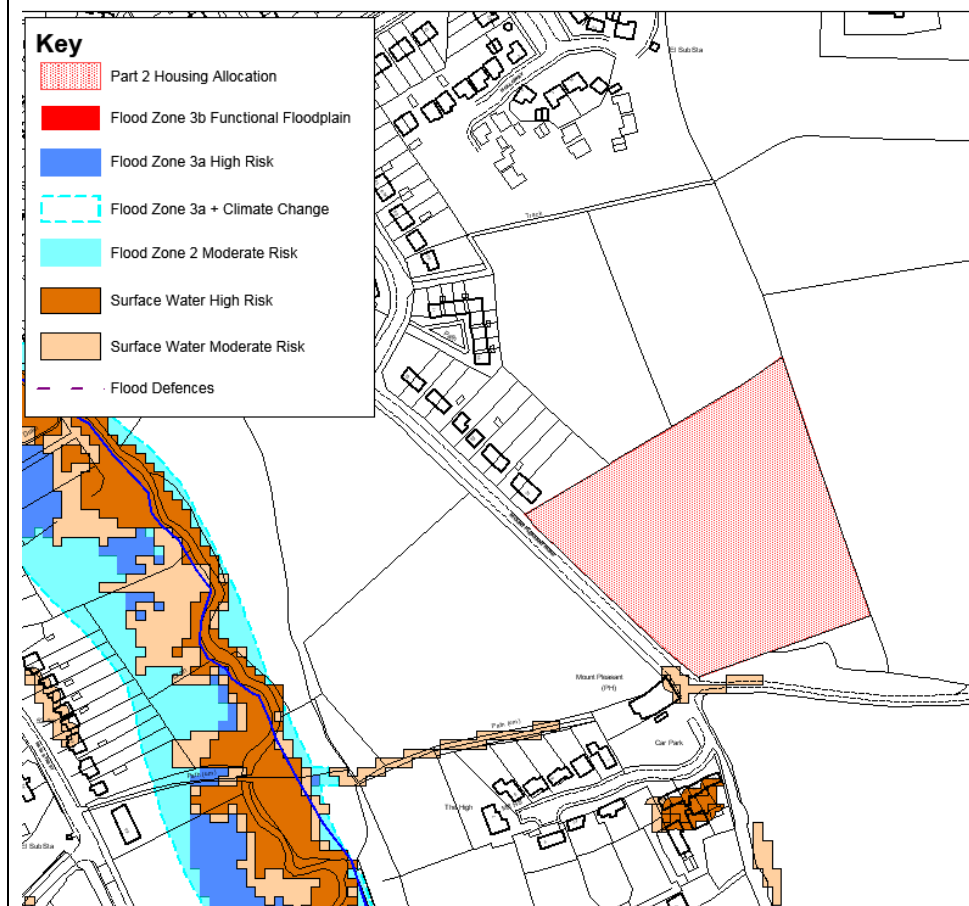 Key
Part 2 Housing Allocation
Flood Zone 3b Functional Floodplain
Flood Zone 3a High Risk
Flood Zone 3a + Climate Change
Flood Zone 2 Moderate Risk
Surface Water High Risk
Surface Water Moderate Risk
Flood Defences
El Sub Sta
Track
Mount Pleasant
(PH)
Path (um)
Car Park
Path (um)
The High
El Sub Sta